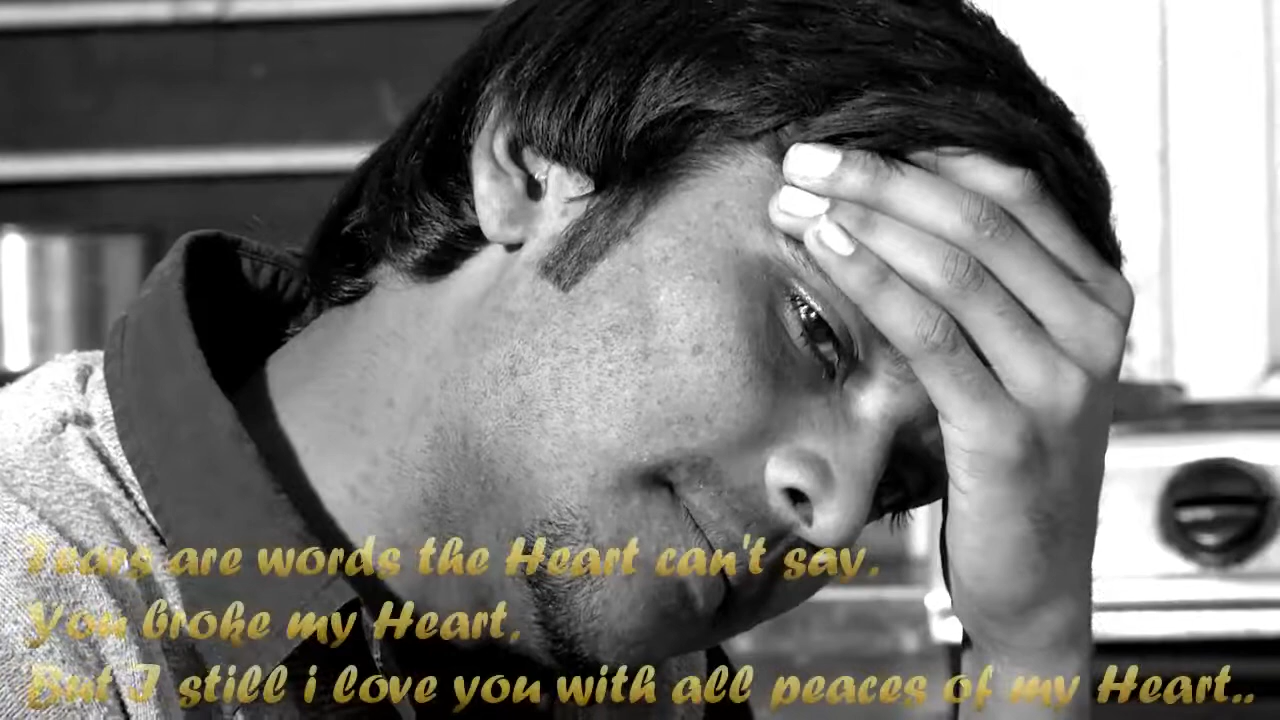 Tears are words the Heart can't say.
You broke my Heart,
But I still i love you with all peaces of my Heart..